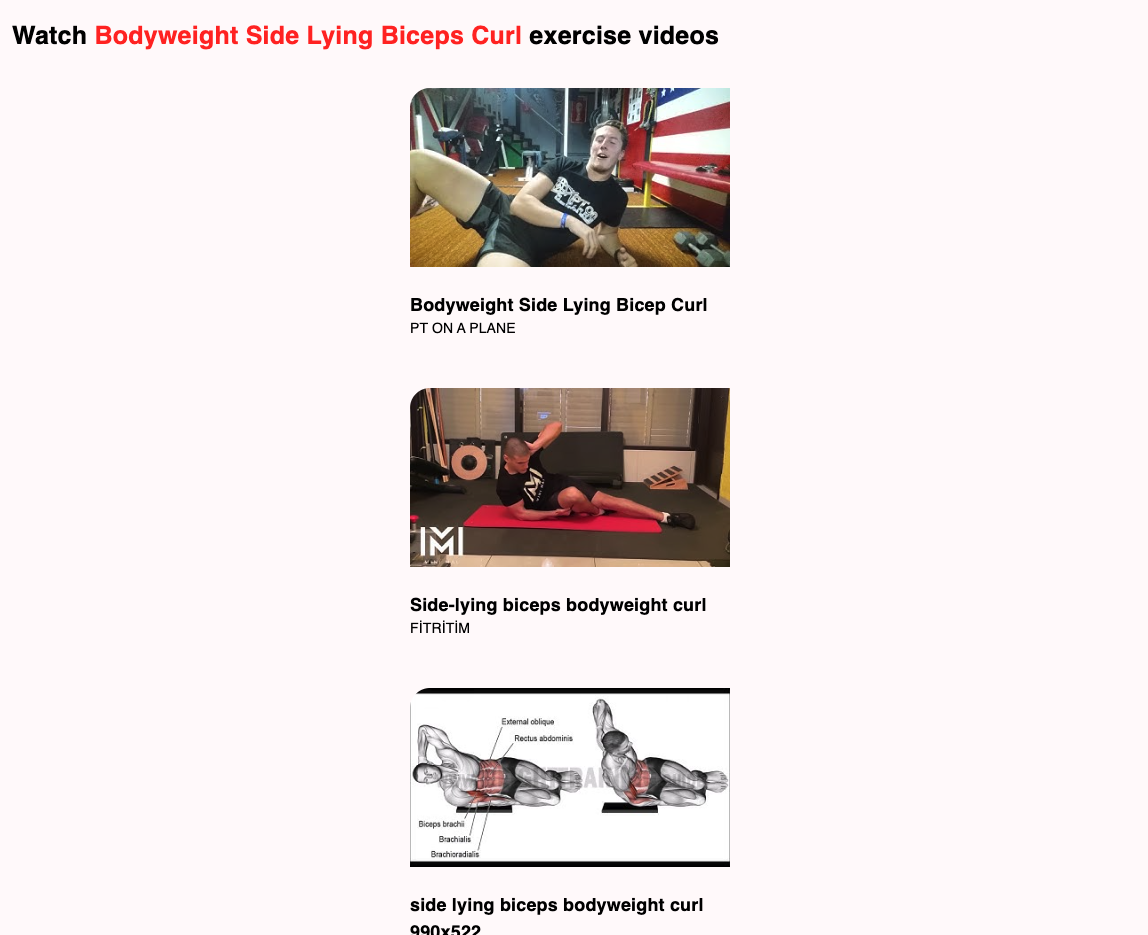 Watch Bodyweight Side Lying Biceps Curl exercise videos
Bodyweight Side Lying Bicep Curl
PT ON A PLANE
M
Side-lying biceps bodyweight curl
FİTRİTİM
External oblique
Rectus abdominis
Biceps brachii
Brachialis
Brachioradialis
side lying biceps bodyweight curl
990x522